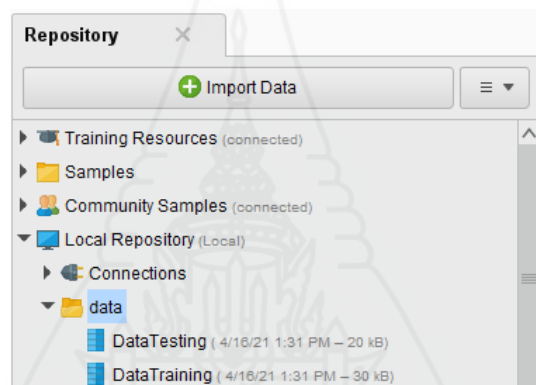 Repository
Import Data
Training Resources (connected)
Samples
Community Samples (connected)
Local Repository (Local)
Connections
data
DataTesting ( 4/16/21 1:31 PM – 20 kB)
DataTraining ( 4/16/21 1:31 PM – 30 kB)